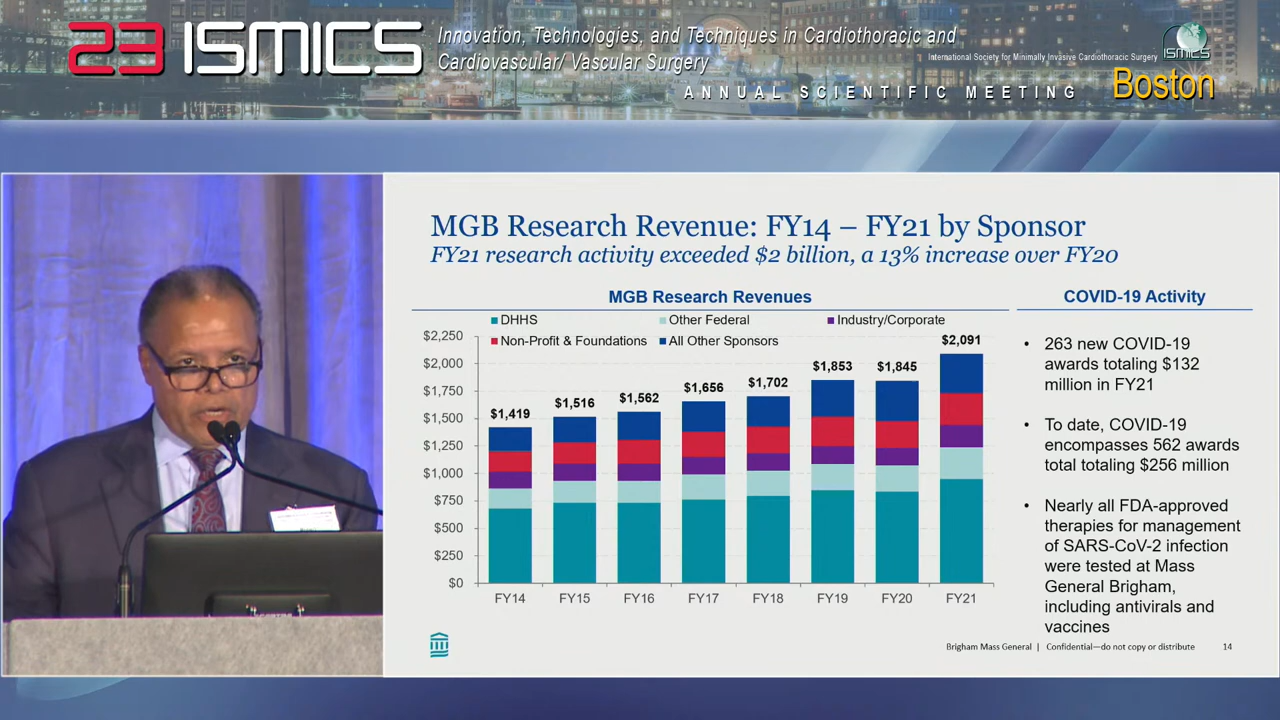 23 ISMICS
Innovation, Technologies, and Techniques in Cardiothoracic and
Cardiovascular/ Vascular Surgery
International Society for Minimally Invasive Cardiothoracic Surgery
ISMICS
ANNUAL SCIENTIFIC MEETING
Boston
MGB Research Revenue: FY14 – FY21 by Sponsor
FY21 research activity exceeded $2 billion, a 13% increase over FY20
MGB Research Revenues
DHHS
Other Federal
Industry/Corporate
Non-Profit & Foundations
All Other Sponsors
$2,250
$2,000
$1,750
$1,500
$1,250
$1,000
$750
$500
$250
$0
$1,419
$1,516
$1,562
$1,656
$1,702
$1,853
$1,845
$2,091
FY14
FY15
FY16
FY17
FY18
FY19
FY20
FY21
COVID-19 Activity
• 263 new COVID-19
awards totaling $132
million in FY21
• To date, COVID-19
encompasses 562 awards
total totaling $256 million
• Nearly all FDA-approved
therapies for management
of SARS-CoV-2 infection
were tested at Mass
General Brigham,
including antivirals and
vaccines
Brigham Mass General | Confidential—do not copy or distribute 14